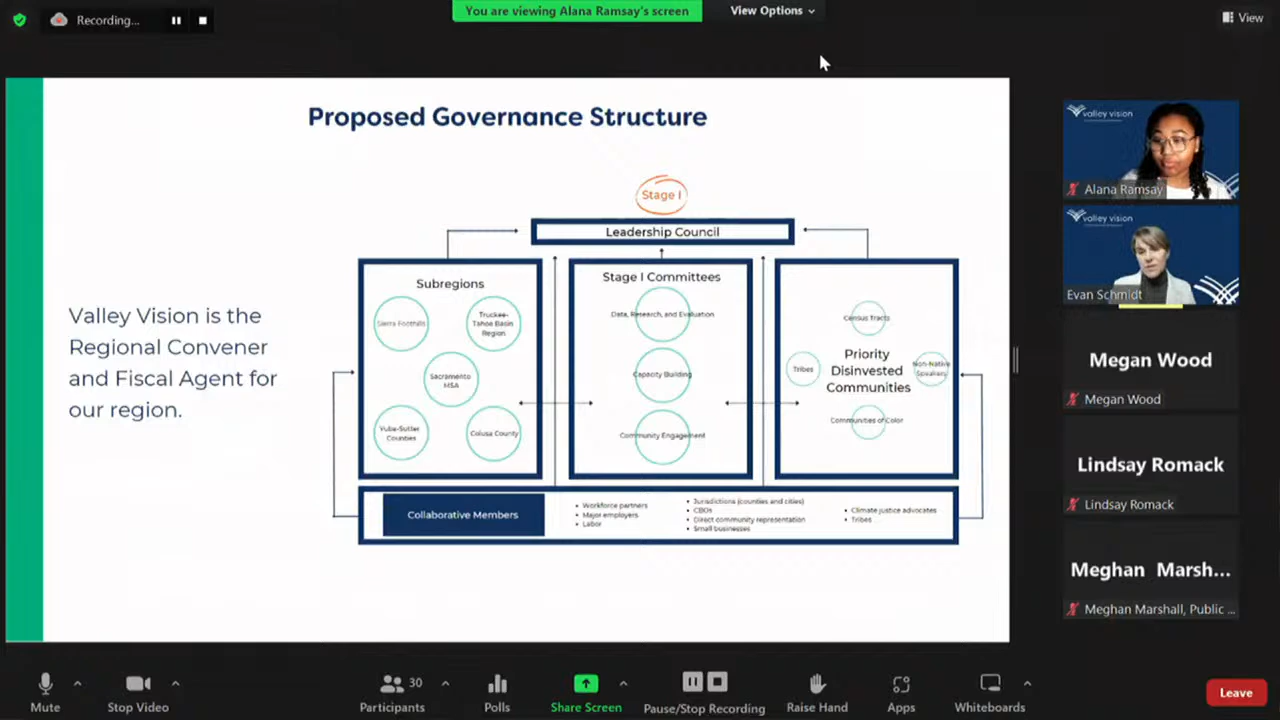 Recording...
You are viewing Alana Ramsay's screen
View Options
View
Proposed Governance Structure
Stage I
Leadership Council
Valley Vision is the
Regional Convener
and Fiscal Agent for
our region.
Subregions
Sierra Foothills
Truckee-
Tahoe Basin
Region
Sacramento
MSA
Yuba-Sutter
Counties
Colusa County
Stage I Committees
Data, Research, and Evaluation
Capacity Building
Community Engagement
Census Tracts
Priority
Disinvested
Communities
Tribes
Non-Native
Speakers
Communities of Color
Collaborative Members
• Workforce partners
• Major employers
• Labor
• Jurisdictions (counties and cities)
• CBOs
• Direct community representation
• Small businesses
• Climate justice advocates
• Tribes
valley vision
Alana Ramsay
valley vision
Evan Schmidt
Megan Wood
Megan Wood
Lindsay Romack
Lindsay Romack
Meghan Marsh...
Meghan Marshall, Public ...
Mute
Stop Video
30
Participants
Polls
Share Screen
Pause/Stop Recording
Raise Hand
Apps
Whiteboards
Leave